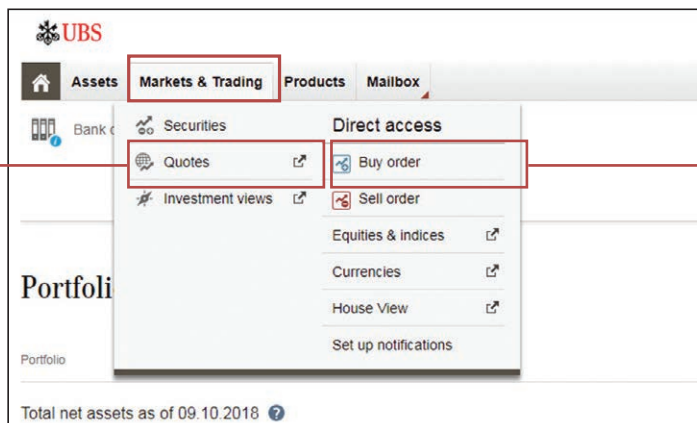 UBS
Assets Markets & Trading Products Mailbox
Bank
Securities
Quotes
Investment views
Direct access
Buy order
Sell order
Equities & indices
Currencies
House View
Set up notifications
Portfoli
Portfolio
Total net assets as of 09.10.2018